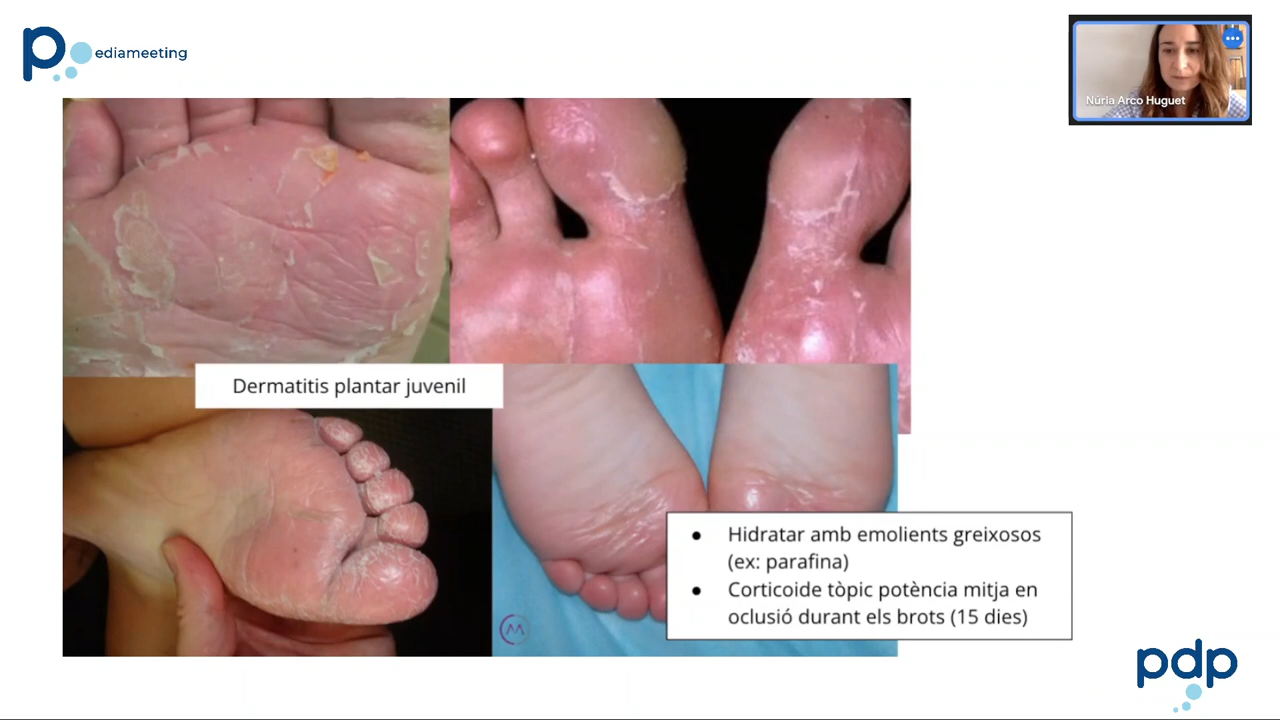 pediameeting
Núria Arco Huguet
Dermatitis plantar juvenil
● Hidratar amb emolients greixosos
(ex: parafina)
● Corticoide tòpic potència mitja en
oclusió durant els brots (15 dies)
pdp